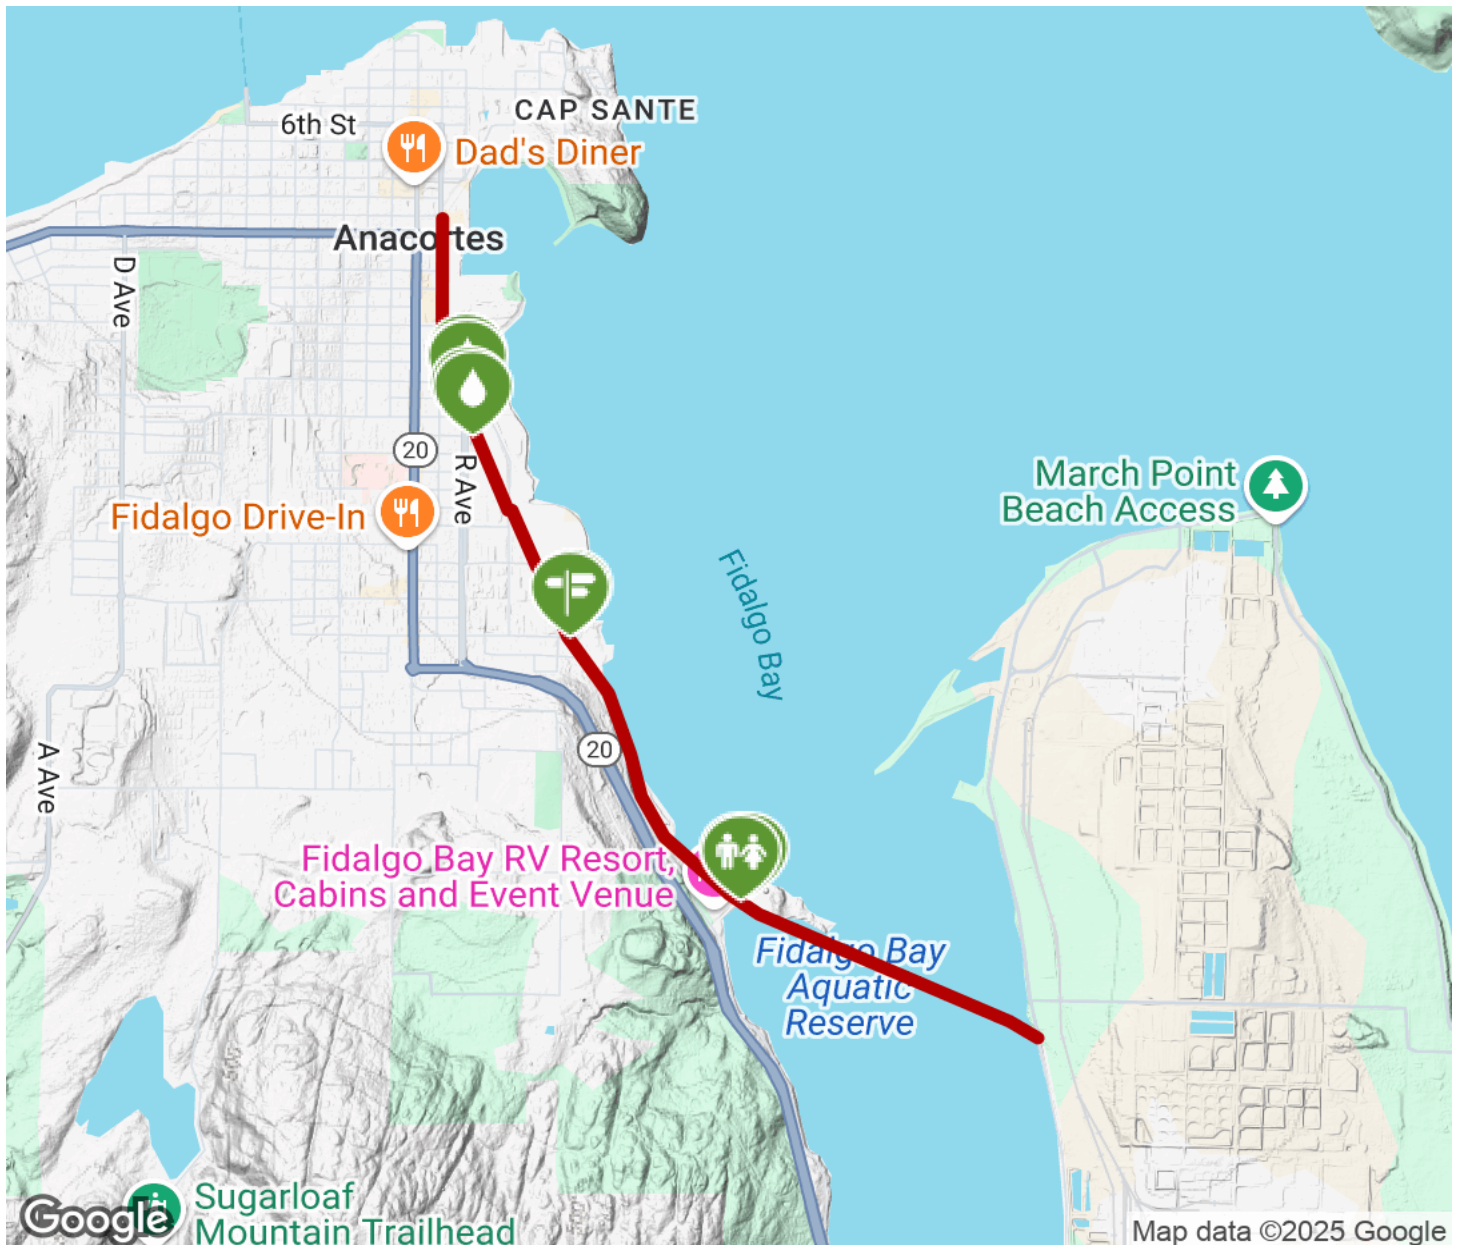 CAP SANTE
6th St
Dad's Diner
Anacortes
D Ave
20
R Ave
Fidalgo Drive-In
March Point
Beach Access
Fidalgo Bay
20
A Ave
Fidalgo Bay RV Resort,
Cabins and Event Venue
Fidalgo Bay
Aquatic
Reserve
Sugarloaf
Mountain Trailhead
Google
Map data ©2025 Google